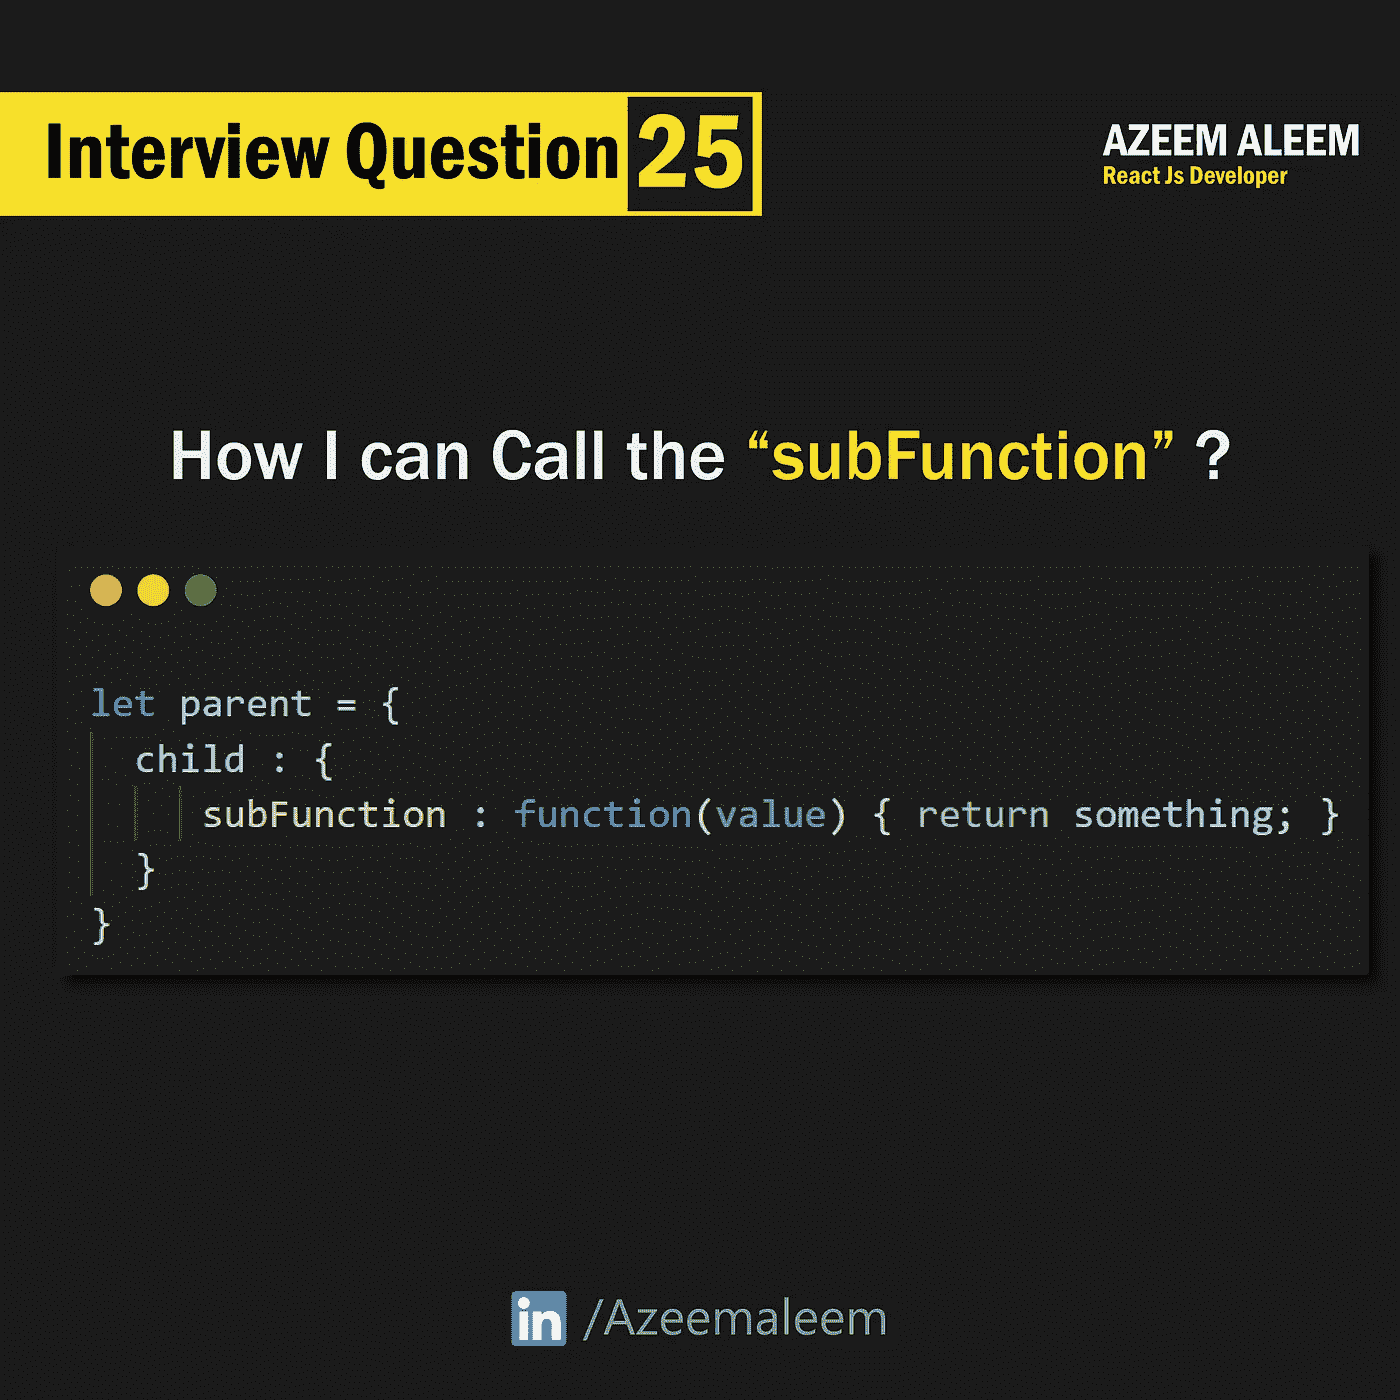 Interview Question 25
AZEEM ALEEM
React Js Developer
How I can Call the “subFunction” ?
let parent = {
child : {
subFunction : function(value) { return something; }
}
}
in /Azeemaleem